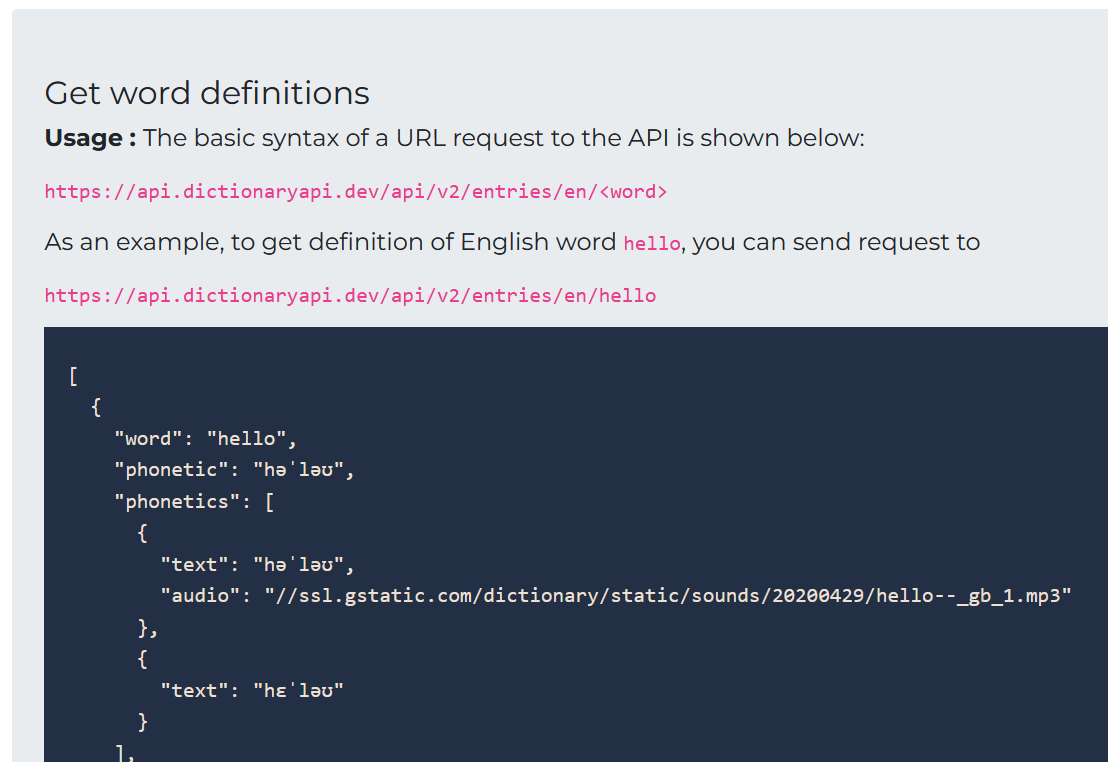 Get word definitions
Usage : The basic syntax of a URL request to the API is shown below:
https://api.dictionaryapi.dev/api/v2/entries/en/<word>
As an example, to get definition of English word hello, you can send request to
https://api.dictionaryapi.dev/api/v2/entries/en/hello
[
{
"word": "hello",
"phonetic": "həˈləʊ",
"phonetics": [
{
"text": "həˈləʊ",
"audio": "//ssl.gstatic.com/dictionary/static/sounds/20200429/hello--_gb_1.mp3"
},
{
"text": "hɛˈləʊ"
}
],